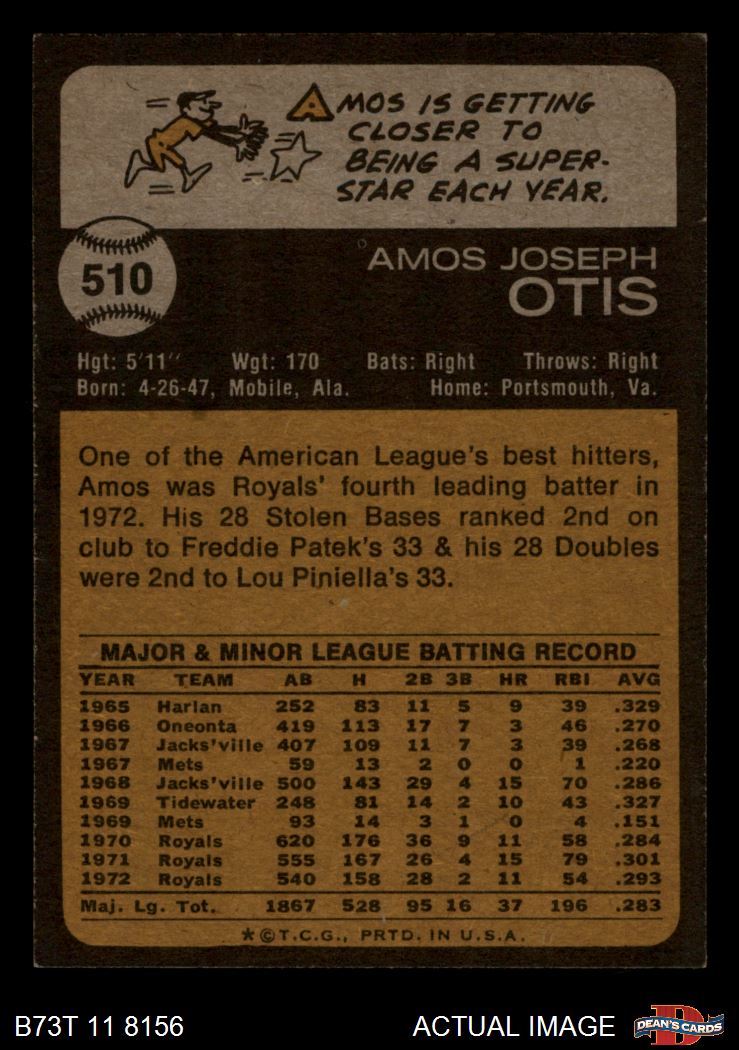 AMOS IS GETTING
CLOSER TO
BEING A SUPER-
STAR EACH YEAR.
510
AMOS JOSEPH
OTIS
Hgt: 5'11'' Wgt: 170 Bats: Right Throws: Right
Born: 4-26-47, Mobile, Ala. Home: Portsmouth, Va.
One of the American League's best hitters,
Amos was Royals' fourth leading batter in
1972. His 28 Stolen Bases ranked 2nd on
club to Freddie Patek's 33 & his 28 Doubles
were 2nd to Lou Piniella's 33.
MAJOR & MINOR LEAGUE BATTING RECORD
YEAR TEAM AB H 2B 3B HR RBI AVG
1965 Harlan 252 83 11 5 9 39 .329
1966 Oneonta 419 113 17 7 3 46 .270
1967 Jacks'ville 407 109 11 7 3 39 .268
1967 Mets 59 13 2 0 0 1 .220
1968 Jacks'ville 500 143 29 4 15 70 .286
1969 Tidewater 248 81 14 2 10 43 .327
1969 Mets 93 14 3 1 0 4 .151
1970 Royals 620 176 36 9 11 58 .284
1971 Royals 555 167 26 4 15 79 .301
1972 Royals 540 158 28 2 11 54 .293
Maj. Lg. Tot. 1867 528 95 16 37 196 .283
*©T.C.G., PRTD. IN U.S.A.
B73T 11 8156 ACTUAL IMAGE DEAN'S CARDS